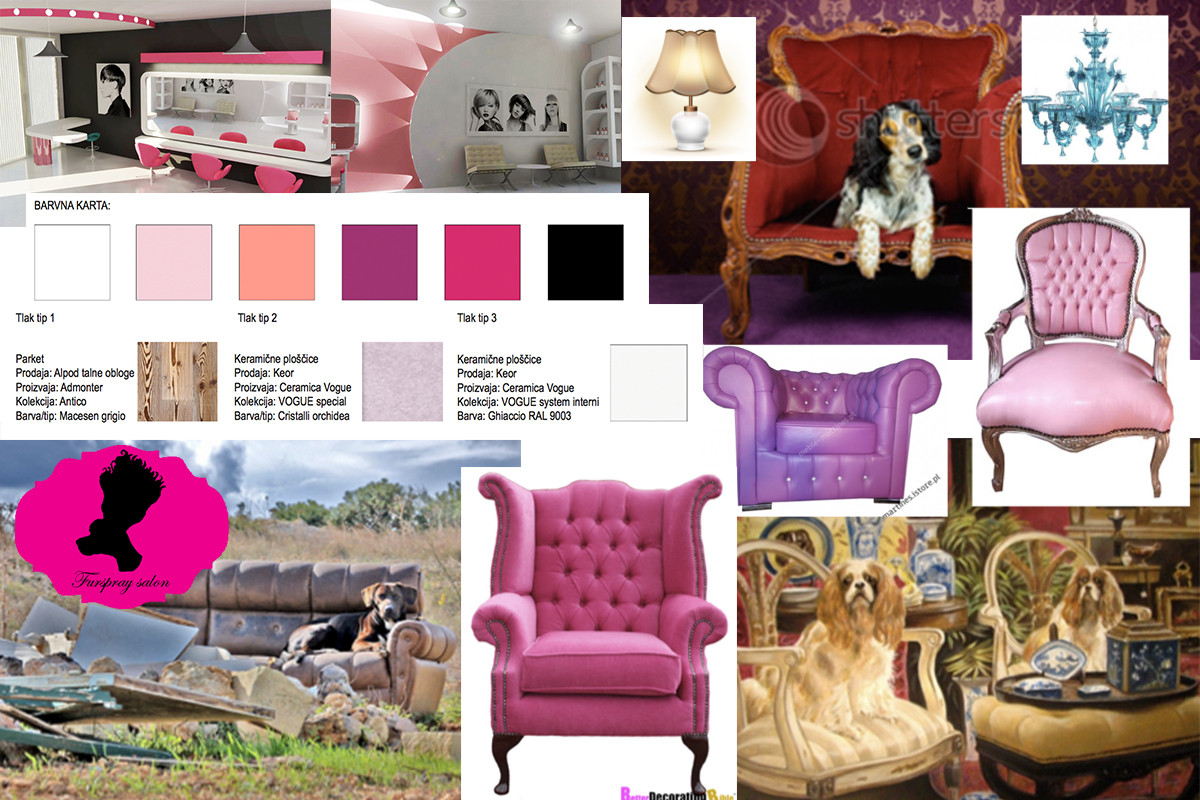 BARVNA KARTA:
Tlak tip 1
Tlak tip 2
Tlak tip 3
Parket
Prodaja: Alpod talne obloge
Proizvaja: Admonter
Kolekcija: Antico
Barva/tip: Macesen grigio
Keramične ploščice
Prodaja: Keor
Proizvaja: Ceramica Vogue
Kolekcija: VOGUE special
Barva/tip: Cristalli orchidea
Keramične ploščice
Prodaja: Keor
Proizvaja: Ceramica Vogue
Kolekcija: VOGUE system interni
Barva: Ghiaccio RAL 9003
shutters
martines.istore.pl
Furspray salon
BetterDecoratingBible